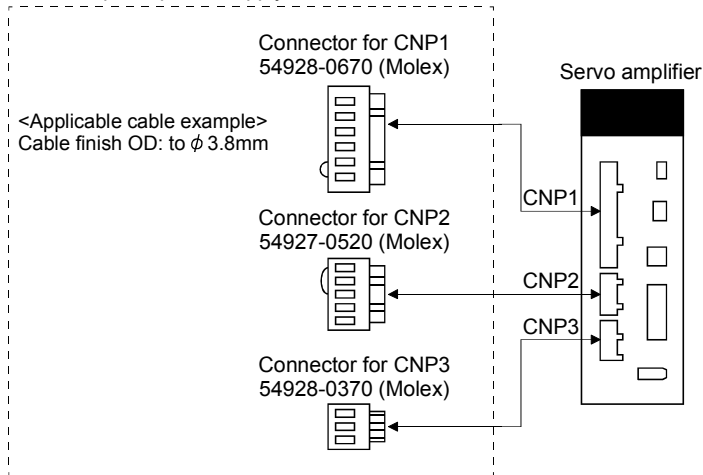 Connector for CNP1
54928-0670 (Molex)
Servo amplifier
<Applicable cable example>
Cable finish OD: to ϕ 3.8mm
CNP1
Connector for CNP2
54927-0520 (Molex)
CNP2
CNP3
Connector for CNP3
54928-0370 (Molex)